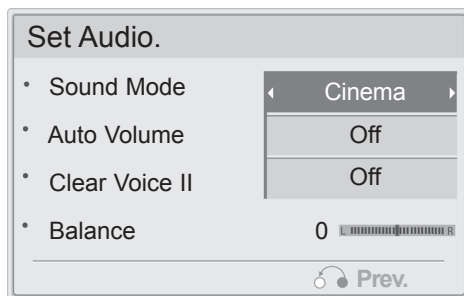 Set Audio.
• Sound Mode Cinema
• Auto Volume Off
• Clear Voice II Off
• Balance 0 L R
Prev.